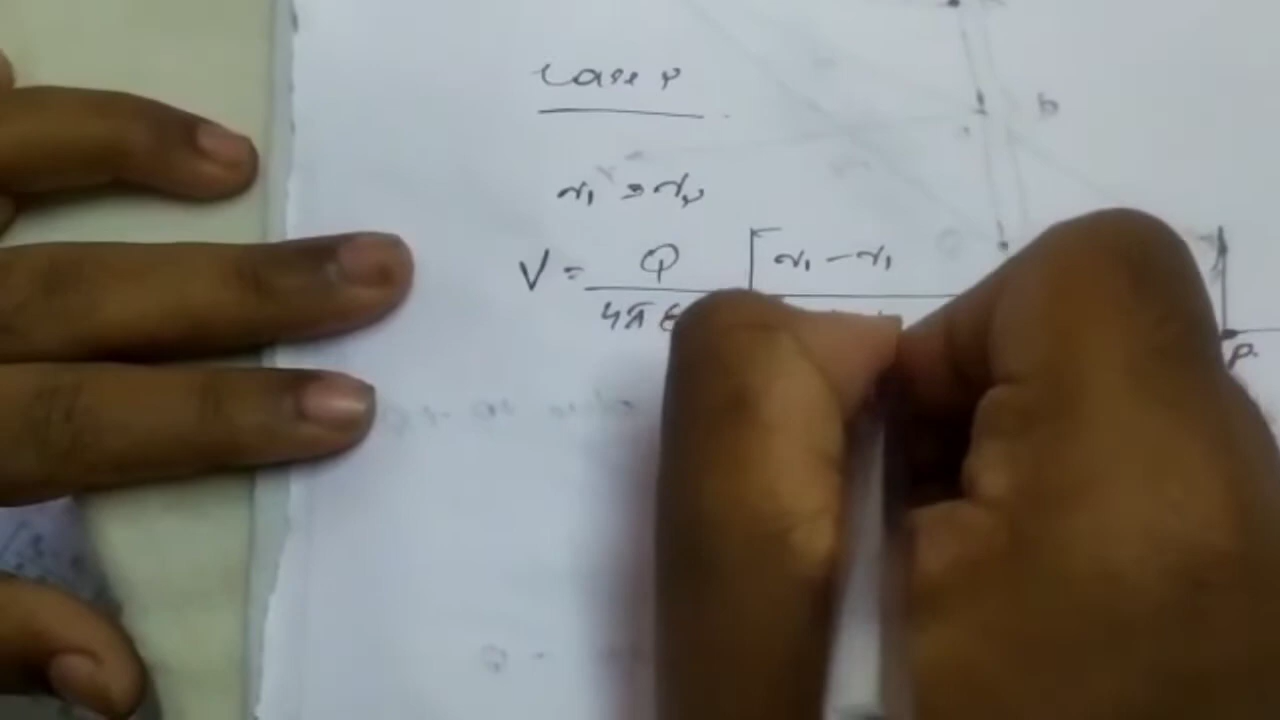 Case 2
r₁ = r₂
V = Q / 4πε [ r₁ - r₁
b
P.